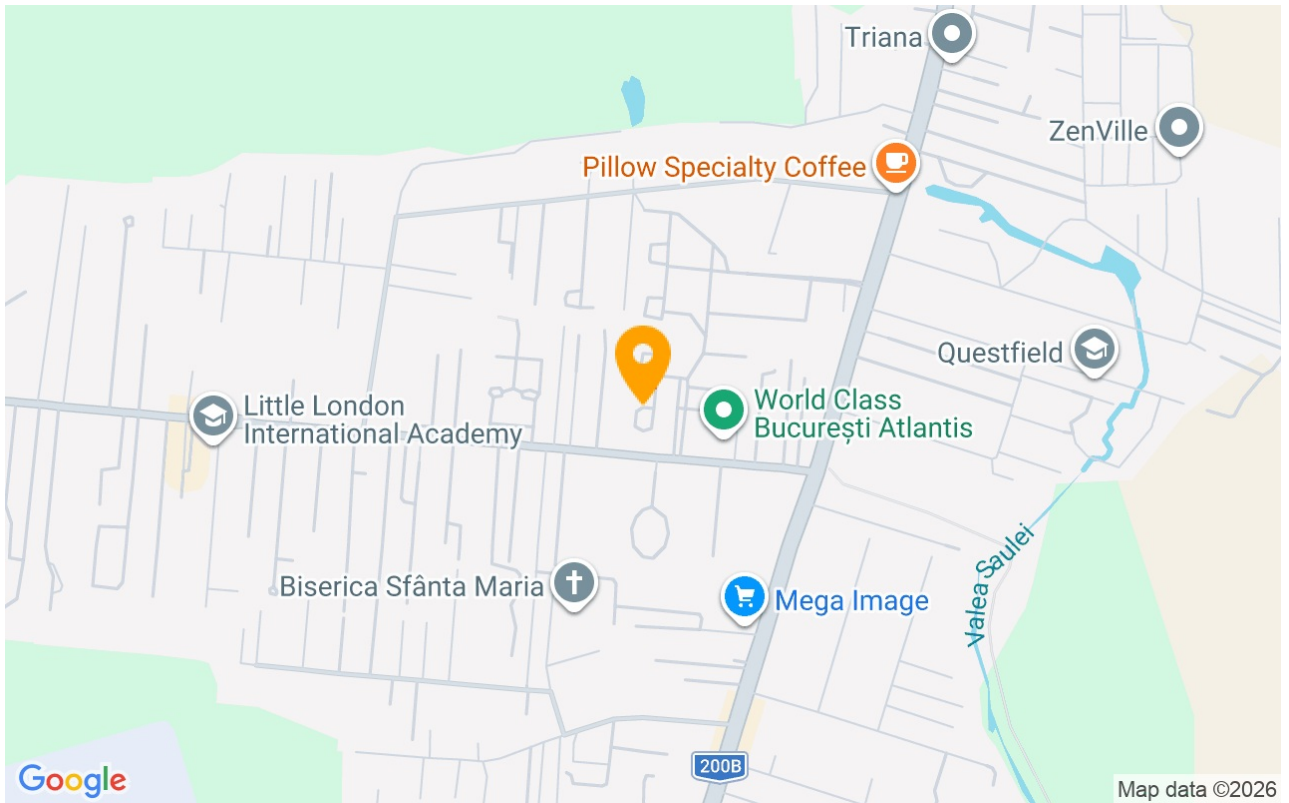 Triana
ZenVille
Pillow Specialty Coffee
Questfield
World Class
București Atlantis
Little London
International Academy
Valea Saulei
Biserica Sfânta Maria
Mega Image
200B
Google
Map data ©2026